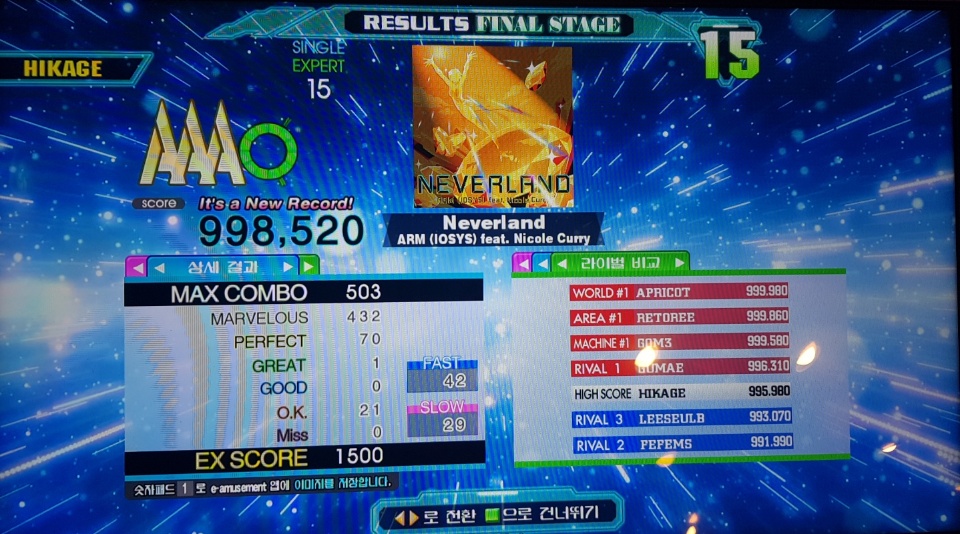 RESULTS FINAL STAGE
15
HIKAGE
SINGLE
EXPERT
15
AAA
NEVERLAND
score
It's a New Record!
998,520
Neverland
ARM (IOSYS) feat. Nicole Curry
상세 결과
MAX COMBO 503
MARVELOUS 432
PERFECT 70
GREAT 1
GOOD 0
O.K. 21
Miss 0
FAST
42
SLOW
29
EX SCORE 1500
숫자패드 1 로 e-amusement 앱에 이미지를 저장합니다.
라이벌 비교
WORLD #1 APRICOT 999.980
AREA #1 RETOREE 999.860
MACHINE #1 GOM3 999.580
RIVAL 1 GUMAE 996.310
HIGH SCORE HIKAGE 995.980
RIVAL 3 LEESEULB 993.070
RIVAL 2 FEFEMS 991.990
로 전환 으로 건너뛰기